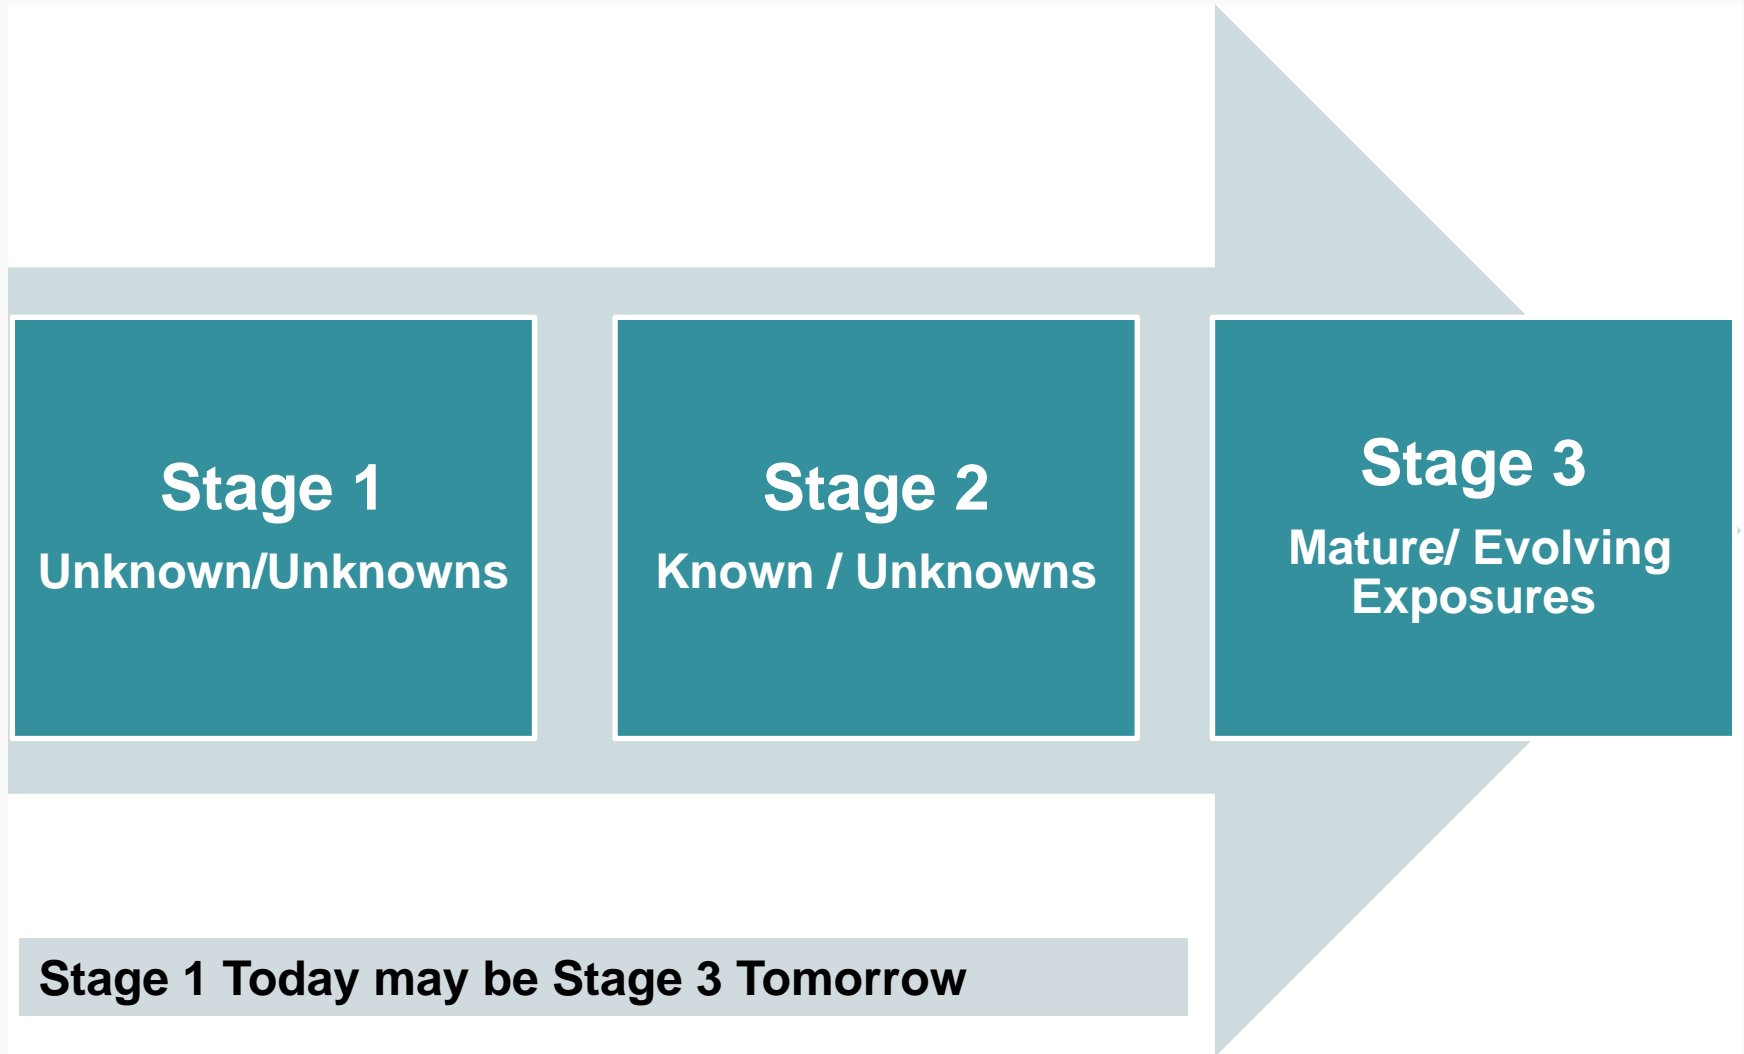 Stage 1
Unknown/Unknowns
Stage 2
Known / Unknowns
Stage 3
Mature/ Evolving
Exposures
Stage 1 Today may be Stage 3 Tomorrow